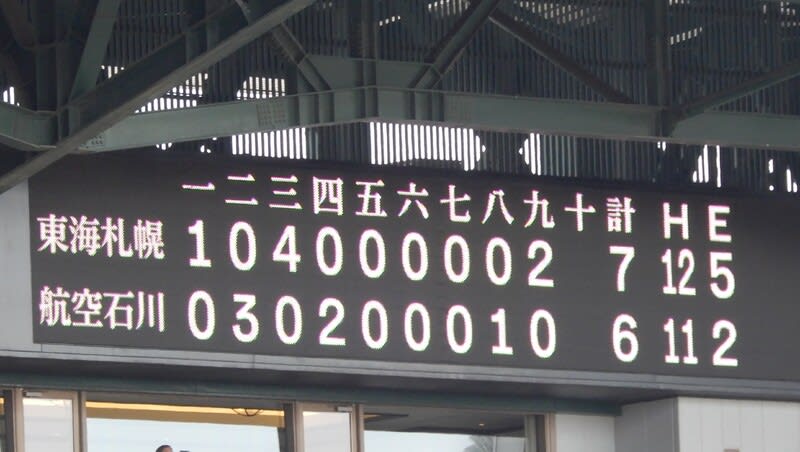 一 二 三 四 五 六 七 八 九 十 計 H E
東海札幌 1 0 4 0 0 0 0 0 2 7 12 5
航空石川 0 3 0 2 0 0 0 1 0 6 11 2